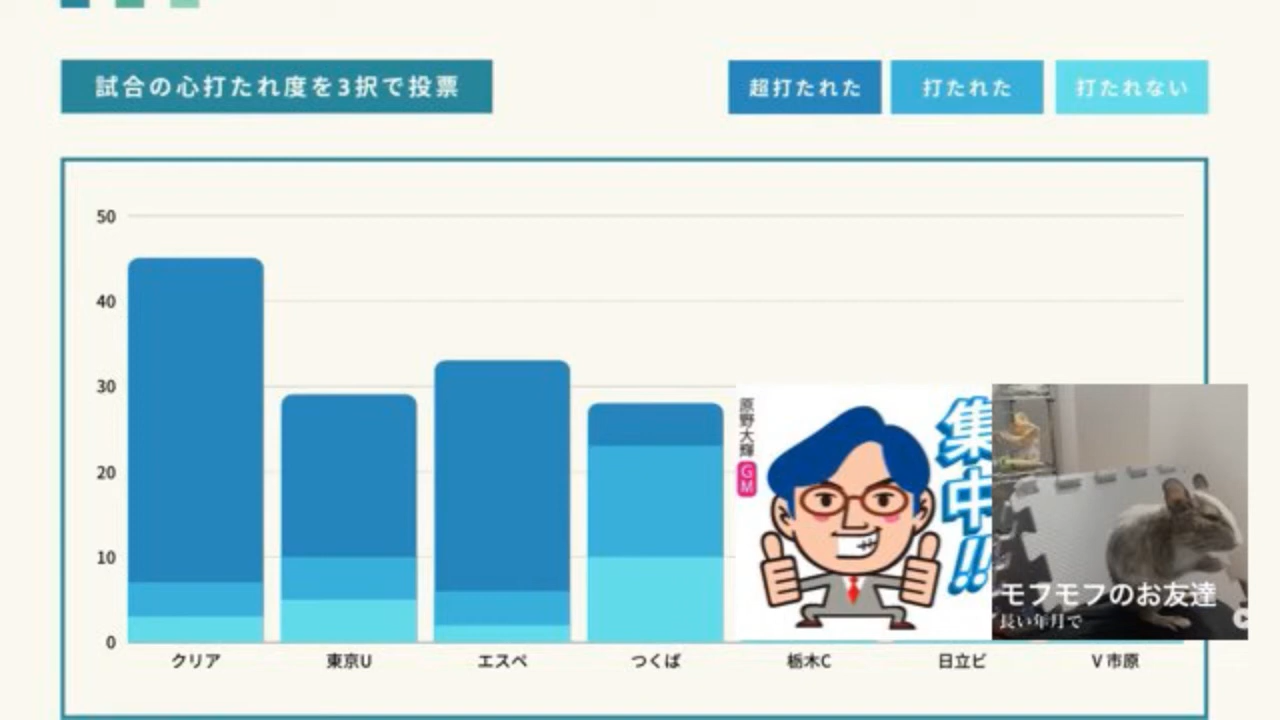 試合の心打たれ度を3択で投票
超打たれた 打たれた 打たれない
50
40
30
20
10
0
クリア 東京U エスペ つくば 栃木C 日立ビ V市原
原野大輝 GM
集中!!
モフモフのお友達
長い年月で